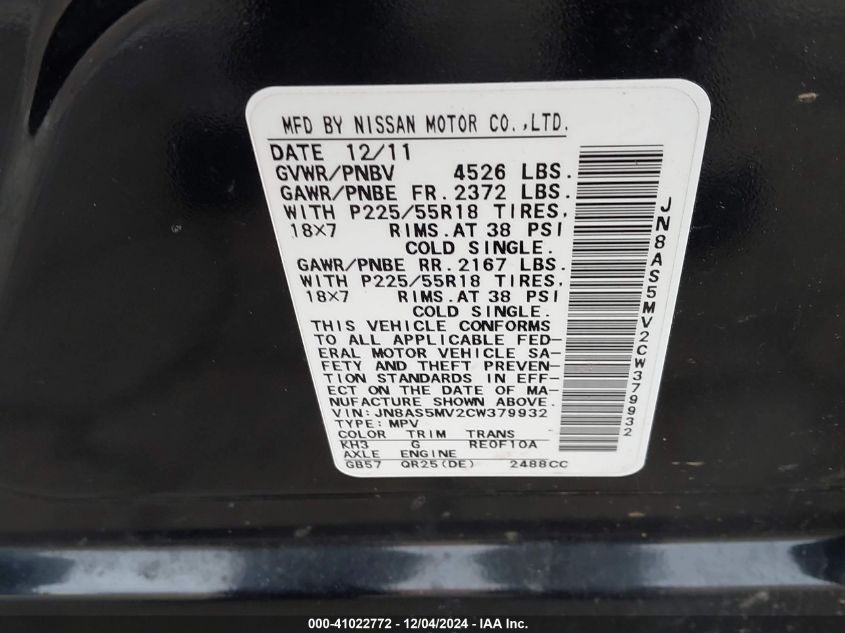 MFD BY NISSAN MOTOR CO.,LTD.
DATE 12/11
GVWR/PNBV 4526 LBS.
GAWR/PNBE FR. 2372 LBS.
WITH P225/55R18 TIRES,
18×7 RIMS. AT 38 PSI
COLD SINGLE.
GAWR/PNBE RR. 2167 LBS.
WITH P225/55R18 TIRES,
18×7 RIMS. AT 38 PSI
COLD SINGLE.
THIS VEHICLE CONFORMS
TO ALL APPLICABLE FED-
ERAL MOTOR VEHICLE SA-
FETY AND THEFT PREVEN-
TION STANDARDS IN EFF-
ECT ON THE DATE OF MA-
NUFACTURE SHOWN ABOVE.
VIN: JN8AS5MV2CW379932
TYPE: MPV
COLOR TRIM TRANS
KH3 G RE0F10A
AXLE ENGINE
GB57 QR25(DE) 2488CC
JN8AS5MV2CW379932
000-41022772 - 12/04/2024 - IAA Inc.